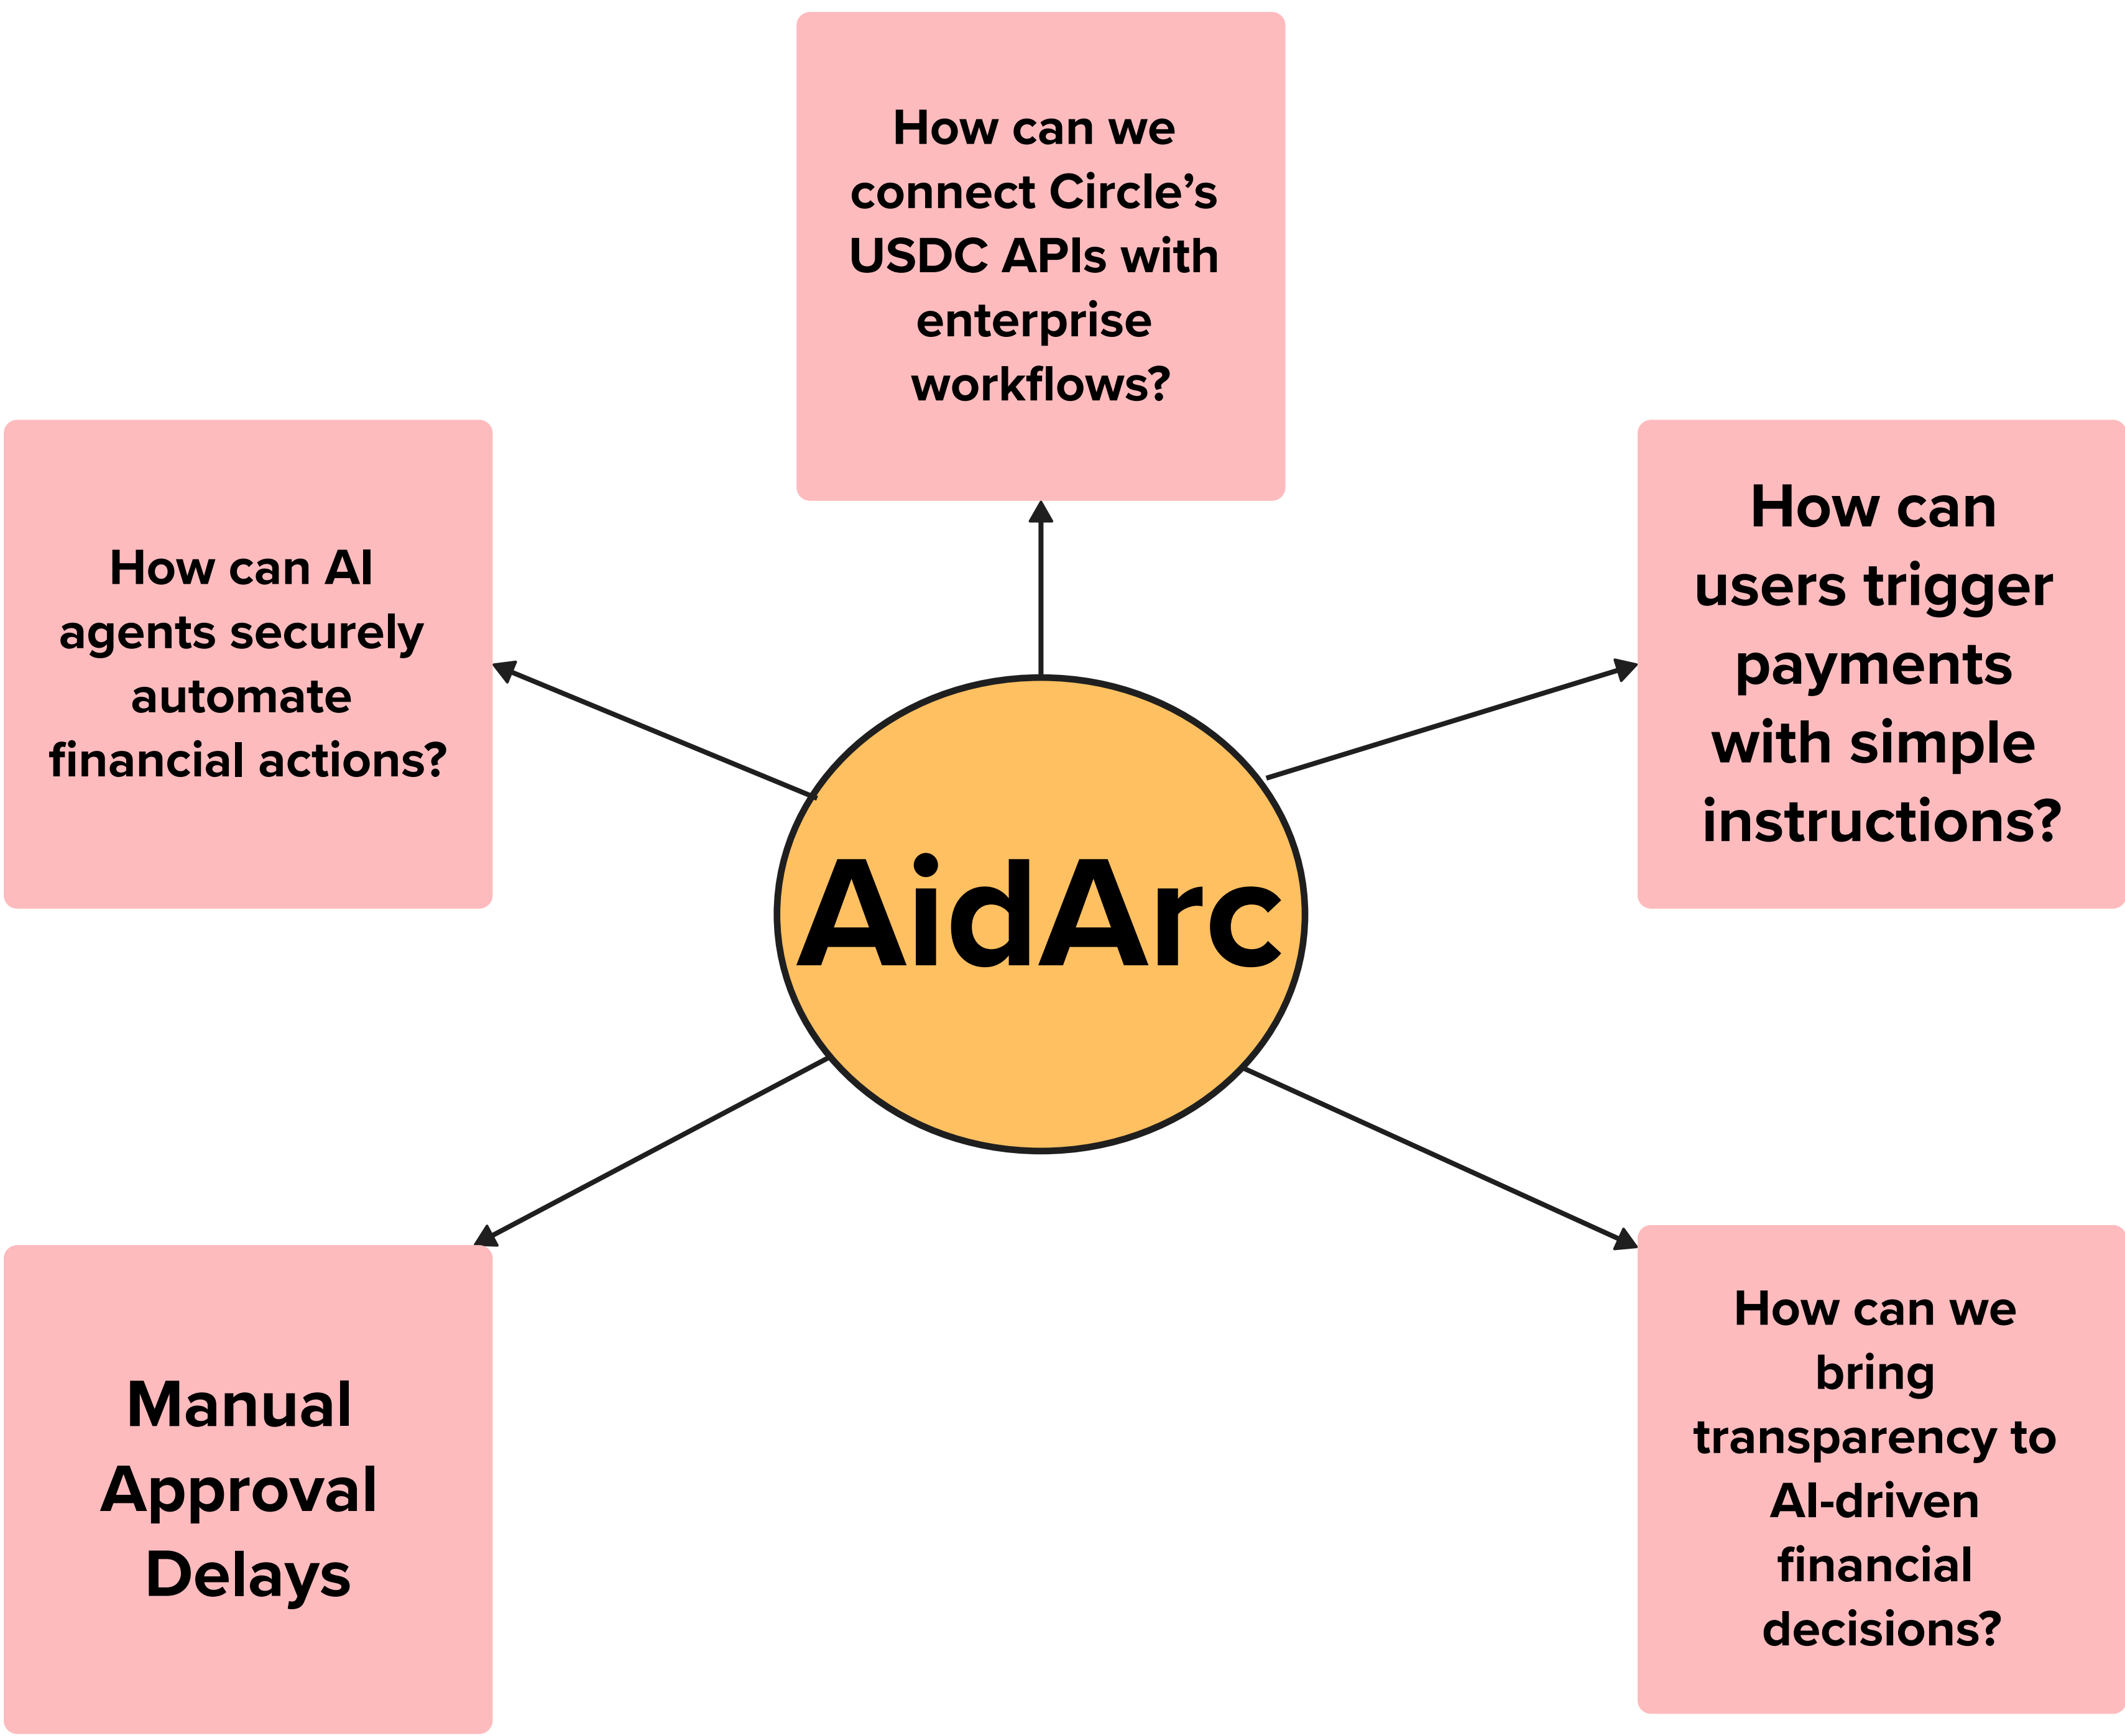 How can we
connect Circle’s
USDC APIs with
enterprise
workflows?
How can AI
agents securely
automate
financial actions?
How can
users trigger
payments
with simple
instructions?
AidArc
Manual
Approval
Delays
How can we
bring
transparency to
AI-driven
financial
decisions?